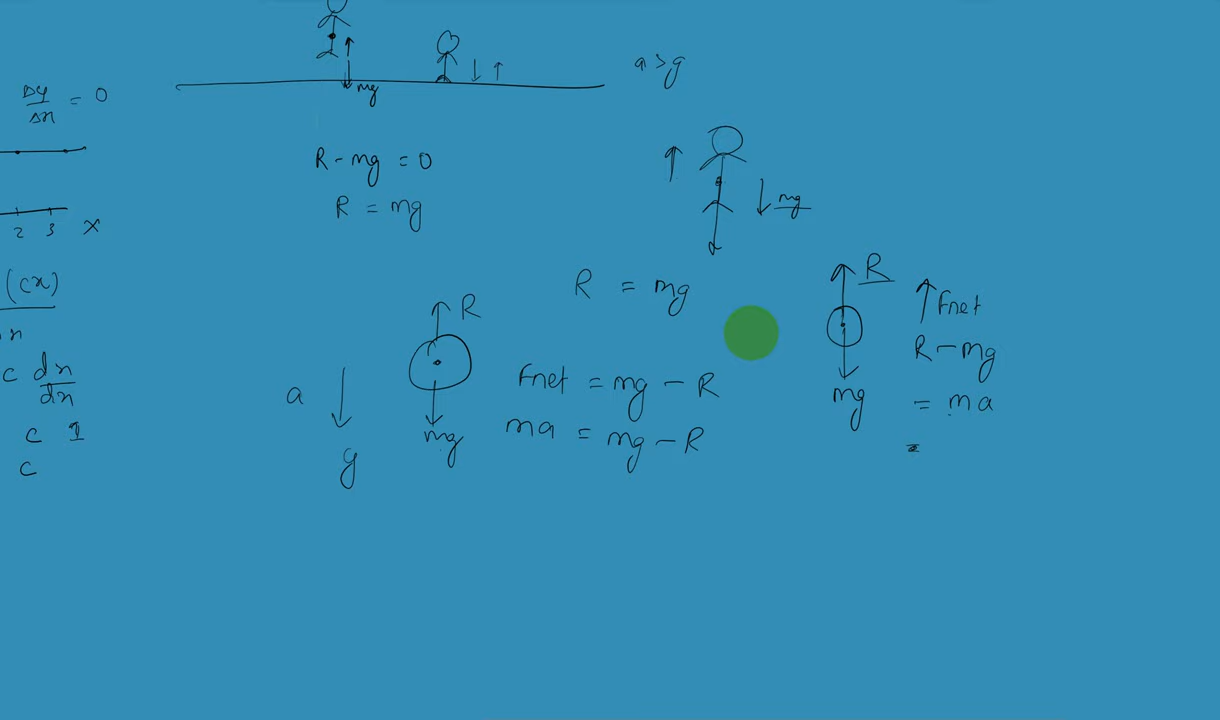 Δy/Δx = 0
2 3 X
(cx)
c dx/dx
c 1
c
mg
a > g
R - mg = 0
R = mg
mg
R = mg
R
a
g
mg
Fnet = mg - R
ma = mg - R
R
mg
Fnet
R - mg
= ma
=